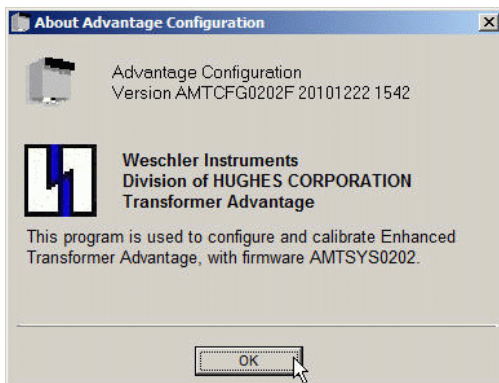 About Advantage Configuration
Advantage Configuration
Version AMTCFG0202F 20101222 1542
Weschler Instruments
Division of HUGHES CORPORATION
Transformer Advantage
This program is used to configure and calibrate Enhanced
Transformer Advantage, with firmware AMTSYS0202.
OK